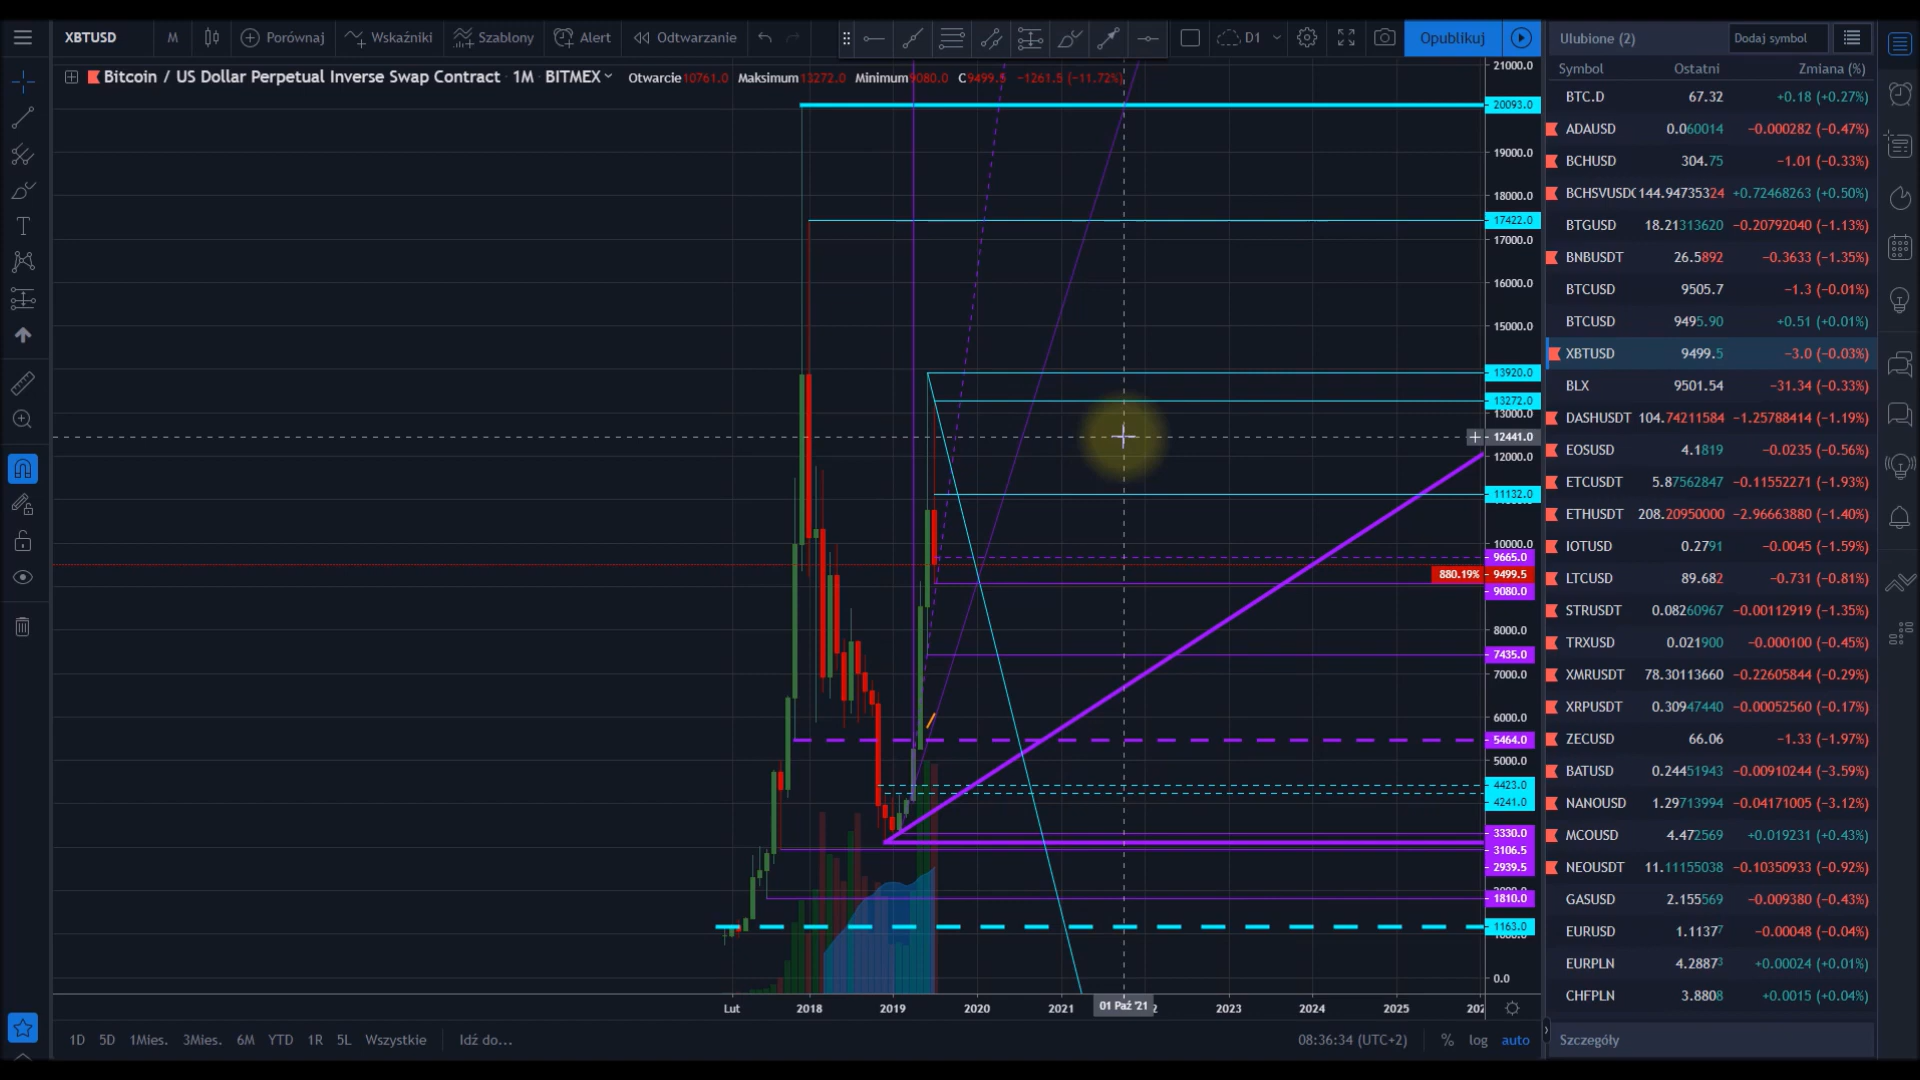 XBTUSD M Porównaj Wskaźniki Szablony Alert Odtwarzanie D1 Opublikuj
Bitcoin / US Dollar Perpetual Inverse Swap Contract · 1M · BITMEX Otwarcie10761.0 Maksimum13272.0 Minimum9080.0 C9499.5 −1261.5 (−11.72%)
21000.0
20093.0
19000.0
18000.0
17422.0
17000.0
16000.0
15000.0
13920.0
13272.0
13000.0
12441.0
12000.0
11132.0
10000.0
9665.0
880.19% 9499.5
9080.0
8000.0
7435.0
7000.0
6000.0
5464.0
5000.0
4423.0
4241.0
3330.0
3106.5
2939.5
1810.0
1163.0
0.0
Lut 2018 2019 2020 2021 01 Paź '21 2 2023 2024 2025 202
1D 5D 1Mies. 3Mies. 6M YTD 1R 5L Wszystkie Idź do... 08:36:34 (UTC+2) % log auto
Ulubione (2) Dodaj symbol
Symbol Ostatni Zmiana (%)
BTC.D 67.32 +0.18 (+0.27%)
ADAUSD 0.060014 −0.000282 (−0.47%)
BCHUSD 304.75 −1.01 (−0.33%)
BCHSVUSDC 144.94735324 +0.72468263 (+0.50%)
BTGUSD 18.21313620 −0.20792040 (−1.13%)
BNBUSDT 26.5892 −0.3633 (−1.35%)
BTCUSD 9505.7 −1.3 (−0.01%)
BTCUSD 9495.90 +0.51 (+0.01%)
XBTUSD 9499.5 −3.0 (−0.03%)
BLX 9501.54 −31.34 (−0.33%)
DASHUSDT 104.74211584 −1.25788414 (−1.19%)
EOSUSD 4.1819 −0.0235 (−0.56%)
ETCUSDT 5.87562847 −0.11552271 (−1.93%)
ETHUSDT 208.20950000 −2.96663880 (−1.40%)
IOTUSD 0.2791 −0.0045 (−1.59%)
LTCUSD 89.682 −0.731 (−0.81%)
STRUSDT 0.08260967 −0.00112919 (−1.35%)
TRXUSD 0.021900 −0.000100 (−0.45%)
XMRUSDT 78.30113660 −0.22658044 (−0.29%)
XRPUSDT 0.30947440 −0.00052560 (−0.17%)
ZECUSD 66.06 −1.33 (−1.97%)
BATUSD 0.24451943 −0.00910244 (−3.59%)
NANOUSD 1.29713994 −0.04171005 (−3.12%)
MCOUSD 4.472569 +0.019231 (+0.43%)
NEOUSDT 11.11155038 −0.10350933 (−0.92%)
GASUSD 2.155569 −0.009380 (−0.43%)
EURUSD 1.11377 −0.00048 (−0.04%)
EURPLN 4.28873 +0.00024 (+0.01%)
CHFPLN 3.8808 +0.0015 (+0.04%)
Szczegóły